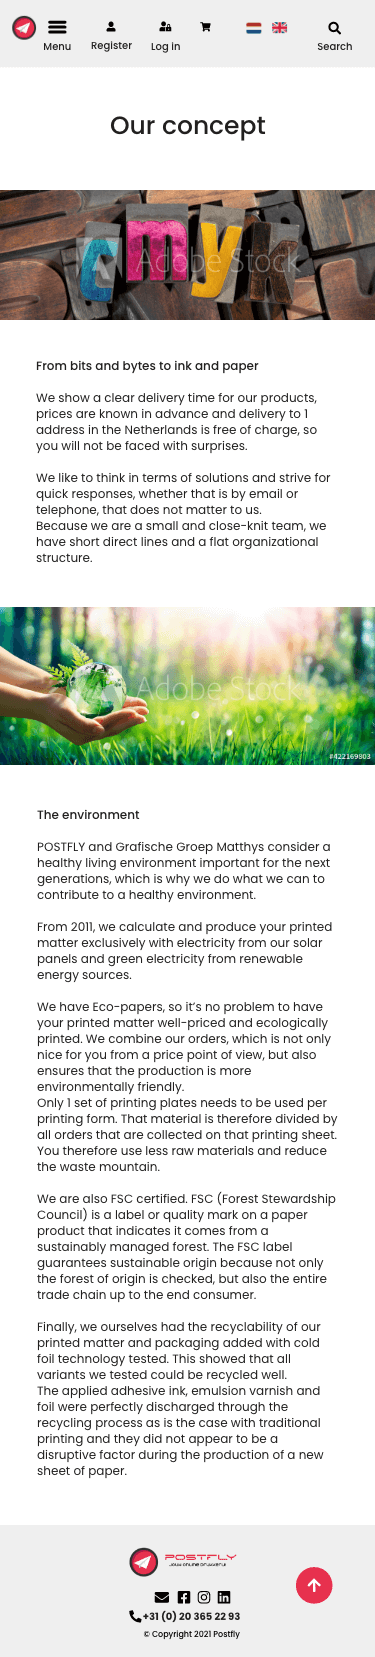 Menu
Register
Log in
Search
Our concept
cmyk
Adobe Stock
From bits and bytes to ink and paper
We show a clear delivery time for our products,
prices are known in advance and delivery to 1
address in the Netherlands is free of charge, so
you will not be faced with surprises.
We like to think in terms of solutions and strive for
quick responses, whether that is by email or
telephone, that does not matter to us.
Because we are a small and close-knit team, we
have short direct lines and a flat organizational
structure.
Adobe Stock
#422169803
The environment
POSTFLY and Grafische Groep Matthys consider a
healthy living environment important for the next
generations, which is why we do what we can to
contribute to a healthy environment.
From 2011, we calculate and produce your printed
matter exclusively with electricity from our solar
panels and green electricity from renewable
energy sources.
We have Eco-papers, so it’s no problem to have
your printed matter well-priced and ecologically
printed. We combine our orders, which is not only
nice for you from a price point of view, but also
ensures that the production is more
environmentally friendly.
Only 1 set of printing plates needs to be used per
printing form. That material is therefore divided by
all orders that are collected on that printing sheet.
You therefore use less raw materials and reduce
the waste mountain.
We are also FSC certified. FSC (Forest Stewardship
Council) is a label or quality mark on a paper
product that indicates it comes from a
sustainably managed forest. The FSC label
guarantees sustainable origin because not only
the forest of origin is checked, but also the entire
trade chain up to the end consumer.
Finally, we ourselves had the recyclability of our
printed matter and packaging added with cold
foil technology tested. This showed that all
variants we tested could be recycled well.
The applied adhesive ink, emulsion varnish and
foil were perfectly discharged through the
recycling process as is the case with traditional
printing and they did not appear to be a
disruptive factor during the production of a new
sheet of paper.
POSTFLY
JOUW ONLINE DRUKKERIJ!
+31 (0) 20 365 22 93
© Copyright 2021 Postfly